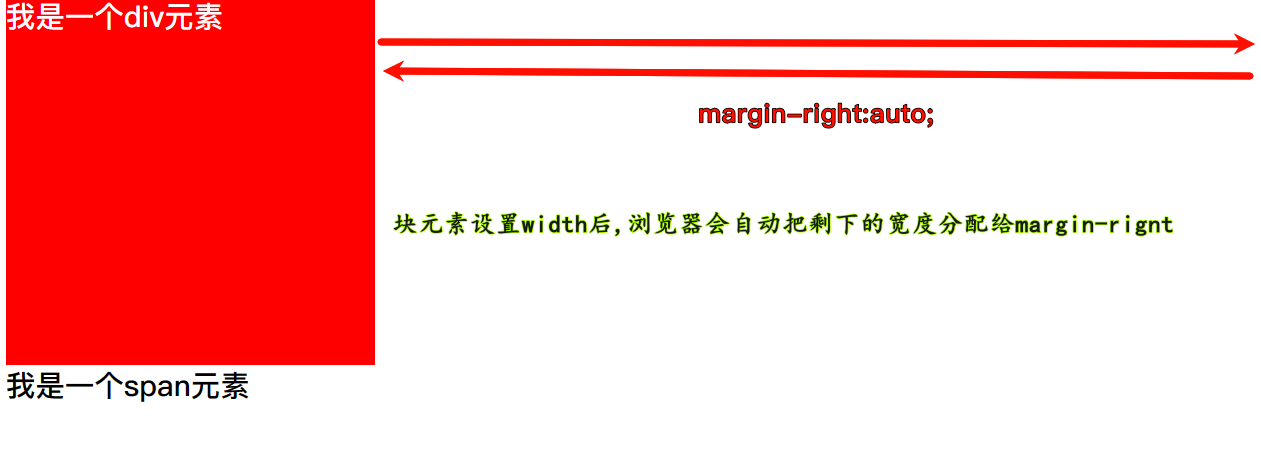 我是一个div元素
margin-right:auto;
块元素设置width后,浏览器会自动把剩下的宽度分配给margin-rignt
我是一个span元素